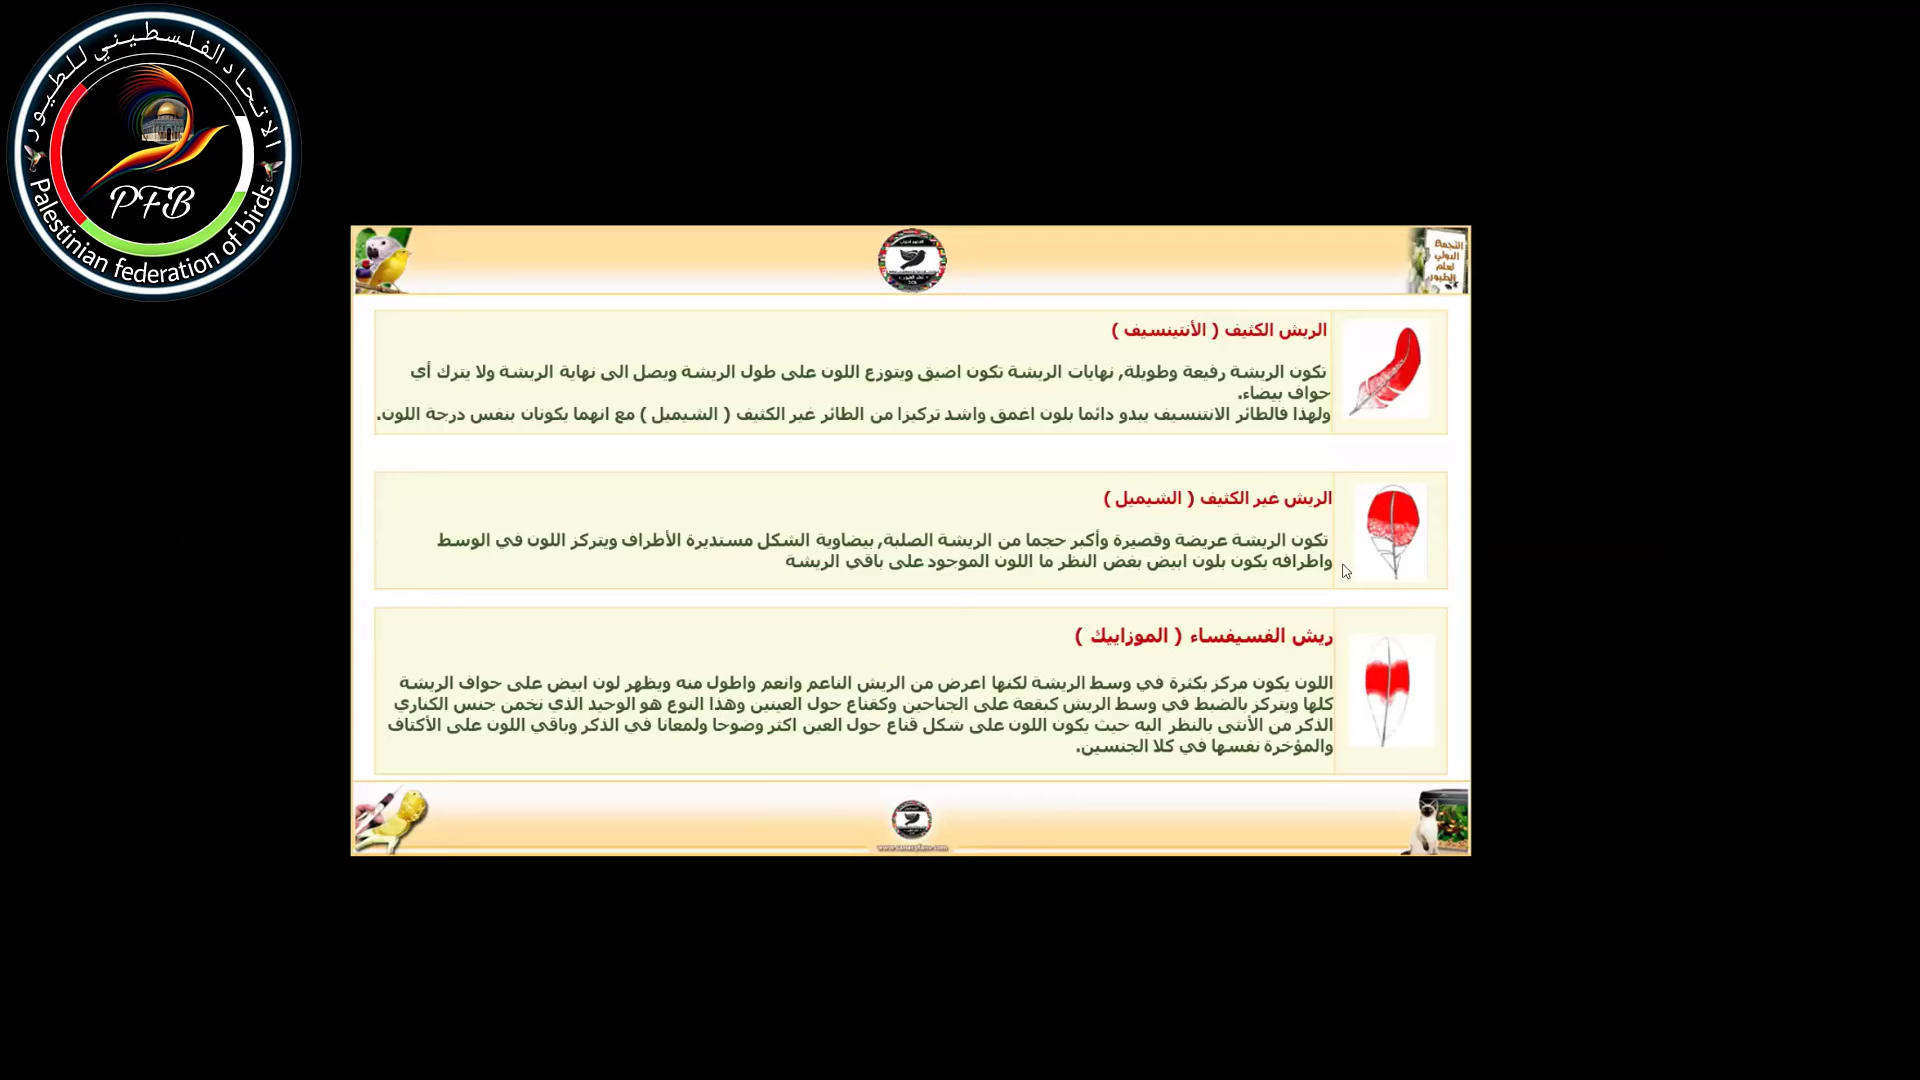 الاتحاد الفلسطيني للطيور
PFB
Palestinian federation of birds
التجمع
الدولي
لعلم
الطيور
الريش الكثيف ( الأنتينسيف )
تكون الريشة رفيعة وطويلة, نهايات الريشة تكون اضيق ويتوزع اللون على طول الريشة ويصل الى نهاية الريشة ولا يترك أي
حواف بيضاء.
ولهذا فالطائر الانتنسيف يبدو دائما بلون اغمق واشد تركيزا من الطائر غير الكثيف ( الشيميل ) مع انهما يكونان بنفس درجة اللون.
الريش غير الكثيف ( الشيميل )
تكون الريشة عريضة وقصيرة وأكبر حجما من الريشة الصلبة, بيضاوية الشكل مستديرة الأطراف ويتركز اللون في الوسط
واطرافه يكون بلون ابيض بغض النظر ما اللون الموجود على باقي الريشة
ريش الفسيفساء ( الموزاييك )
اللون يكون مركز بكثرة في وسط الريشة لكنها اعرض من الريش الناعم وانعم واطول منه ويظهر لون ابيض على حواف الريشة
كلها ويتركز بالضبط في وسط الريش كبقعة على الجناحين وكقناع حول العينين وهذا النوع هو الوحيد الذي نخمن جنس الكناري
الذكر من الأنثى بالنظر اليه حيث يكون اللون على شكل قناع حول العين اكثر وضوحا ولمعانا في الذكر وباقي اللون على الأكتاف
والمؤخرة نفسها في كلا الجنسين.